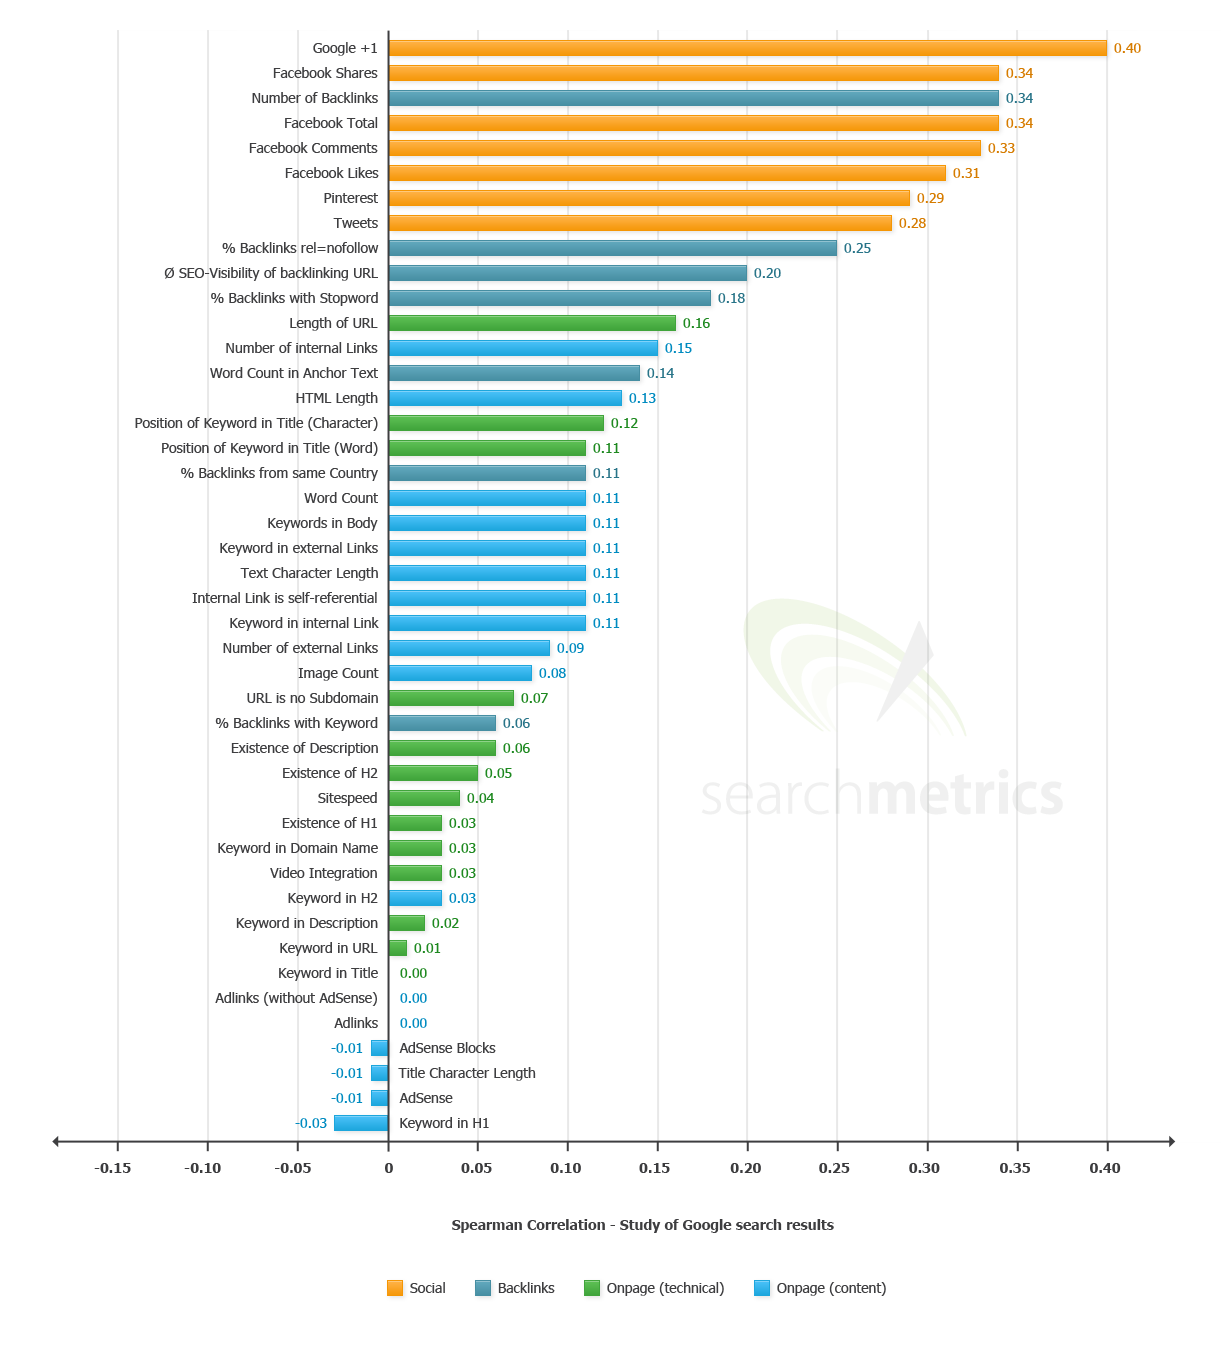 Google +1 0.40
Facebook Shares 0.34
Number of Backlinks 0.34
Facebook Total 0.34
Facebook Comments 0.33
Facebook Likes 0.31
Pinterest 0.29
Tweets 0.28
% Backlinks rel=nofollow 0.25
Ø SEO-Visibility of backlinking URL 0.20
% Backlinks with Stopword 0.18
Length of URL 0.16
Number of internal Links 0.15
Word Count in Anchor Text 0.14
HTML Length 0.13
Position of Keyword in Title (Character) 0.12
Position of Keyword in Title (Word) 0.11
% Backlinks from same Country 0.11
Word Count 0.11
Keywords in Body 0.11
Keyword in external Links 0.11
Text Character Length 0.11
Internal Link is self-referential 0.11
Keyword in internal Link 0.11
Number of external Links 0.09
Image Count 0.08
URL is no Subdomain 0.07
% Backlinks with Keyword 0.06
Existence of Description 0.06
Existence of H2 0.05
Sitespeed 0.04
searchmetrics
Existence of H1 0.03
Keyword in Domain Name 0.03
Video Integration 0.03
Keyword in H2 0.03
Keyword in Description 0.02
Keyword in URL 0.01
Keyword in Title 0.00
Adlinks (without AdSense) 0.00
Adlinks 0.00
-0.01 AdSense Blocks
-0.01 Title Character Length
-0.01 AdSense
-0.03 Keyword in H1
-0.15 -0.10 -0.05 0 0.05 0.10 0.15 0.20 0.25 0.30 0.35 0.40
Spearman Correlation - Study of Google search results
Social Backlinks Onpage (technical) Onpage (content)